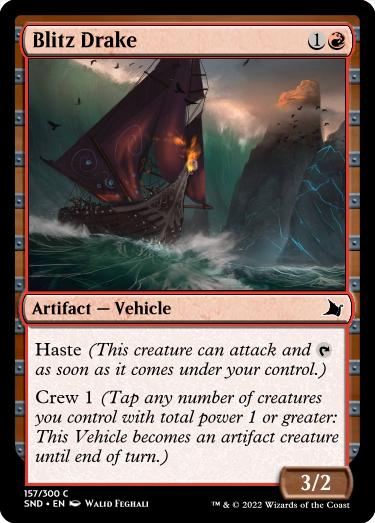 Blitz Drake 1
Artifact — Vehicle
Haste (This creature can attack and
as soon as it comes under your control.)
Crew 1 (Tap any number of creatures
you control with total power 1 or greater:
This Vehicle becomes an artifact creature
until end of turn.)
3/2
157/300 C
SND • EN Walid Feghali
™ & © 2022 Wizards of the Coast